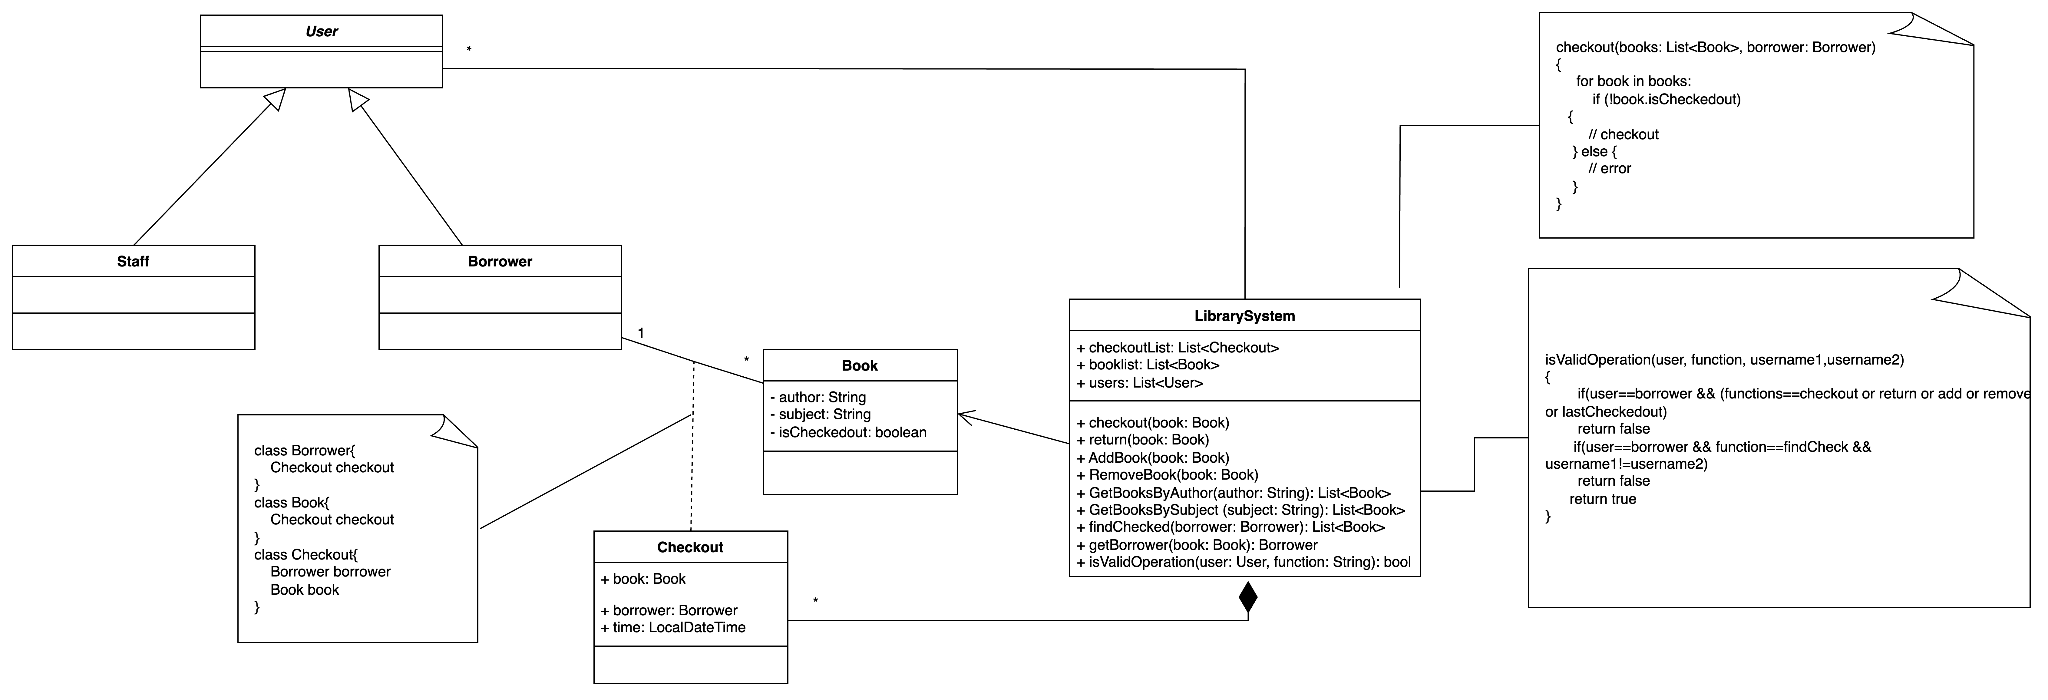 User
*
Staff
Borrower
1
*
Book
- author: String
- subject: String
- isCheckedout: boolean
class Borrower{
Checkout checkout
}
class Book{
Checkout checkout
}
class Checkout{
Borrower borrower
Book book
}
Checkout
+ book: Book
+ borrower: Borrower
+ time: LocalDateTime
*
LibrarySystem
+ checkoutList: List<Checkout>
+ booklist: List<Book>
+ users: List<User>
+ checkout(book: Book)
+ return(book: Book)
+ AddBook(book: Book)
+ RemoveBook(book: Book)
+ GetBooksByAuthor(author: String): List<Book>
+ GetBooksBySubject (subject: String): List<Book>
+ findChecked(borrower: Borrower): List<Book>
+ getBorrower(book: Book): Borrower
+ isValidOperation(user: User, function: String): bool
checkout(books: List<Book>, borrower: Borrower)
{
for book in books:
if (!book.isCheckedout)
{
// checkout
} else {
// error
}
}
isValidOperation(user, function, username1,username2)
{
if(user==borrower && (functions==checkout or return or add or remove
or lastCheckedout)
return false
if(user==borrower && function==findCheck &&
username1!=username2)
return false
return true
}